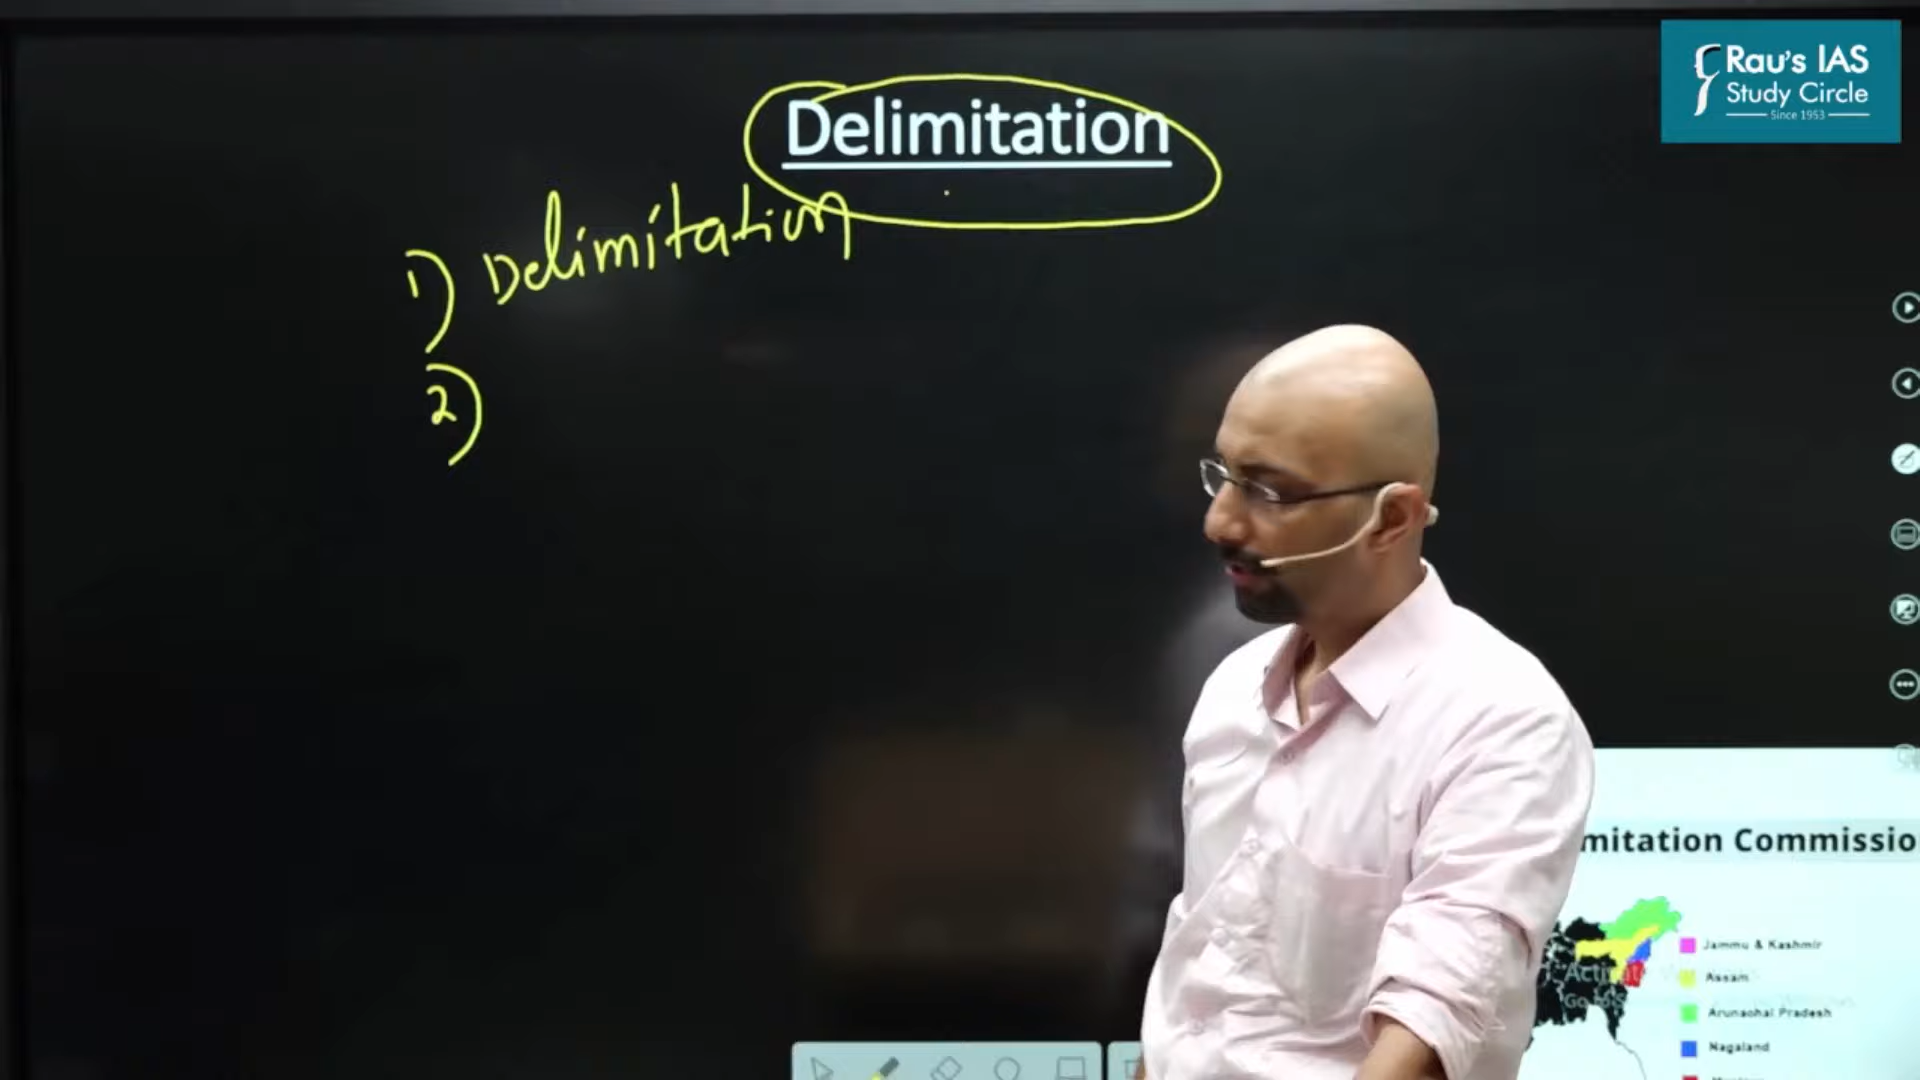 Rau's IAS
Study Circle
Since 1953
Delimitation
1) Delimitation
2)
mitation Commissio
Jammu & Kashmir
Assam
Arunachal Pradesh
Nagaland